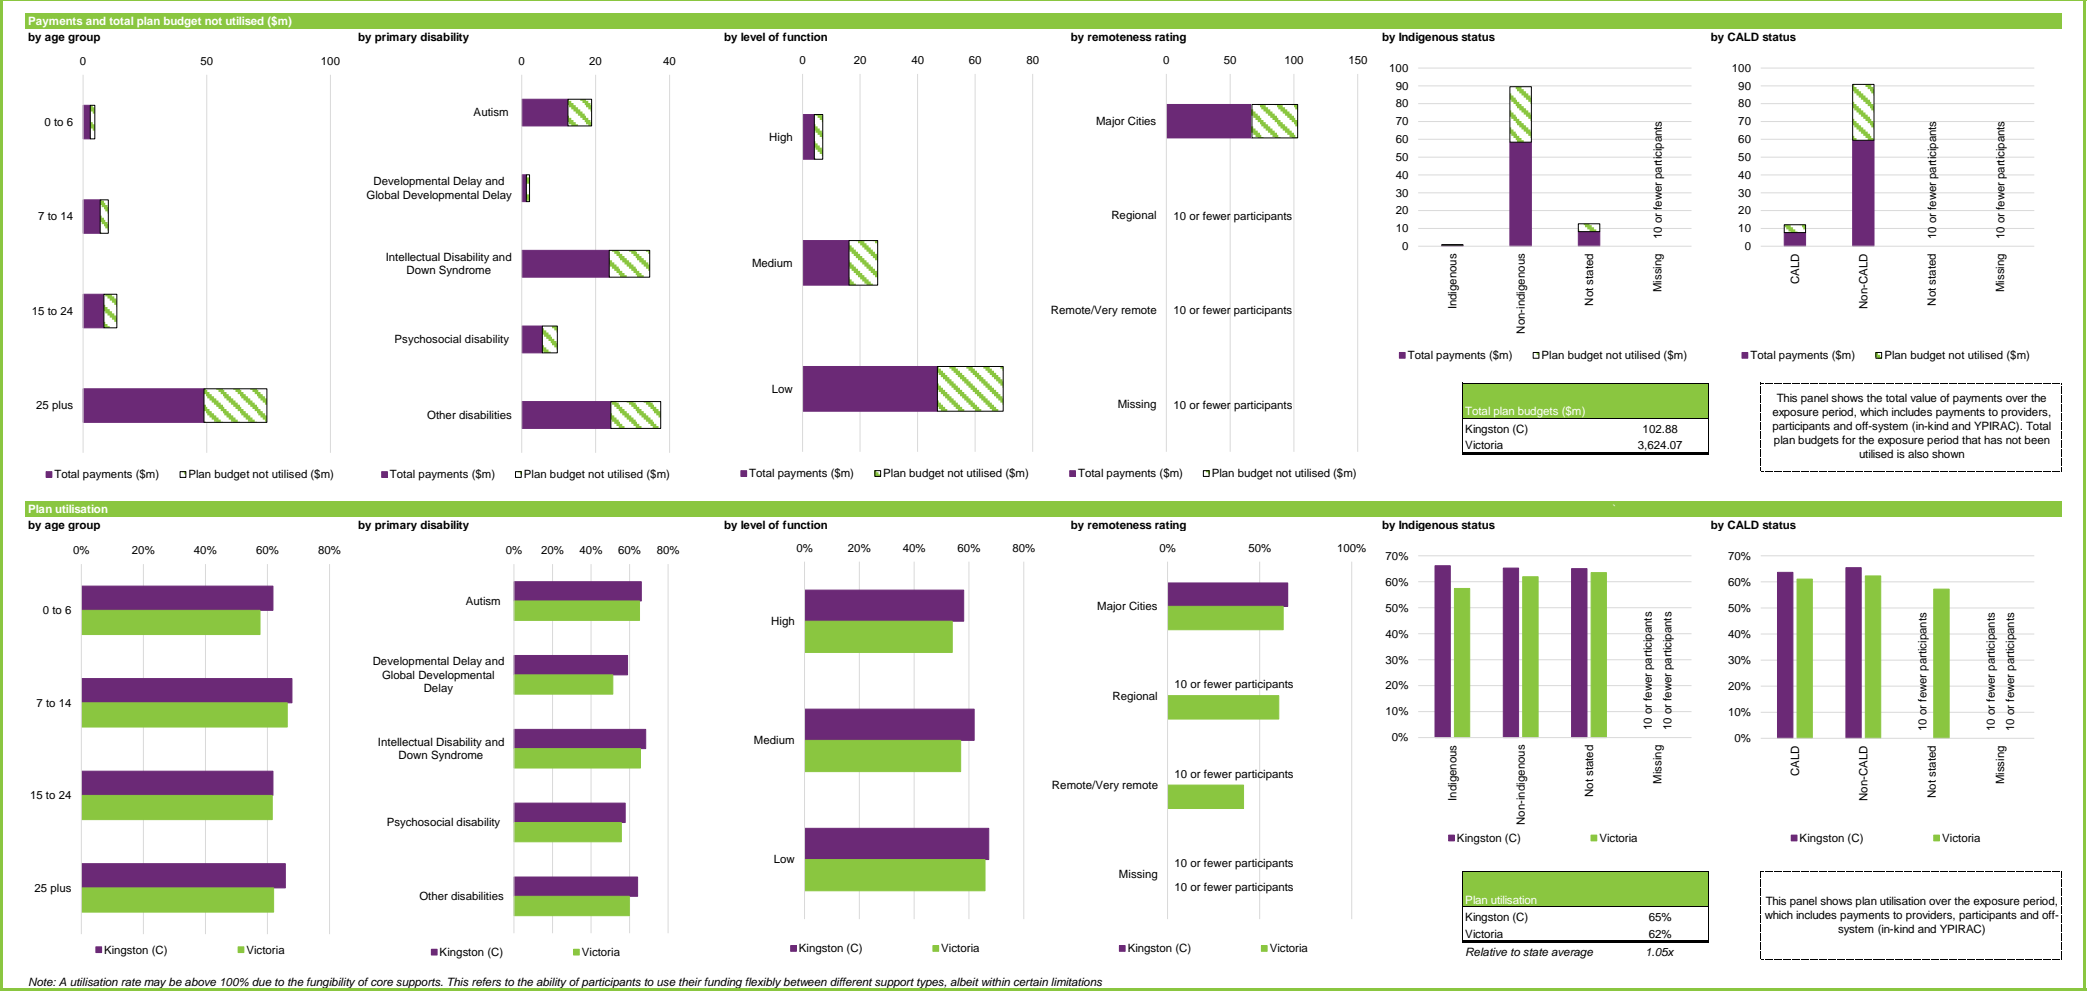 Payments and total plan budget not utilised ($m)
by age group
0 50 100
0 to 6
7 to 14
15 to 24
25 plus
Total payments ($m) Plan budget not utilised ($m)
by primary disability
0 20 40
Autism
Developmental Delay and
Global Developmental Delay
Intellectual Disability and
Down Syndrome
Psychosocial disability
Other disabilities
Total payments ($m) Plan budget not utilised ($m)
by level of function
0 20 40 60 80
High
Medium
Low
Total payments ($m) Plan budget not utilised ($m)
by remoteness rating
0 50 100 150
Major Cities
Regional 10 or fewer participants
Remote/Very remote 10 or fewer participants
Missing 10 or fewer participants
Total payments ($m) Plan budget not utilised ($m)
by Indigenous status
100
90
80
70
60
50
40
30
20
10
0
10 or fewer participants
Indigenous
Non-indigenous
Not stated
Missing
Total payments ($m) Plan budget not utilised ($m)
by CALD status
100
90
80
70
60
50
40
30
20
10
0
10 or fewer participants
10 or fewer participants
CALD
Non-CALD
Not stated
Missing
Total payments ($m) Plan budget not utilised ($m)
Total plan budgets ($m)
Kingston (C) 102.88
Victoria 3,624.07
This panel shows the total value of payments over the
exposure period, which includes payments to providers,
participants and off-system (in-kind and YPIRAC). Total
plan budgets for the exposure period that has not been
utilised is also shown
Plan utilisation
by age group
0% 20% 40% 60% 80%
0 to 6
7 to 14
15 to 24
25 plus
Kingston (C) Victoria
by primary disability
0% 20% 40% 60% 80%
Autism
Developmental Delay and
Global Developmental
Delay
Intellectual Disability and
Down Syndrome
Psychosocial disability
Other disabilities
Kingston (C) Victoria
by level of function
0% 20% 40% 60% 80%
High
Medium
Low
Kingston (C) Victoria
by remoteness rating
0% 50% 100%
Major Cities
10 or fewer participants
Regional
10 or fewer participants
Remote/Very remote
10 or fewer participants
Missing
10 or fewer participants
Kingston (C) Victoria
by Indigenous status
70%
60%
50%
40%
30%
20%
10%
0%
10 or fewer participants
10 or fewer participants
Indigenous
Non-indigenous
Not stated
Missing
Kingston (C) Victoria
by CALD status
70%
60%
50%
40%
30%
20%
10%
0%
10 or fewer participants
10 or fewer participants
10 or fewer participants
CALD
Non-CALD
Not stated
Missing
Kingston (C) Victoria
Plan utilisation
Kingston (C) 65%
Victoria 62%
Relative to state average 1.05x
This panel shows plan utilisation over the exposure period,
which includes payments to providers, participants and off-
system (in-kind and YPIRAC)
Note: A utilisation rate may be above 100% due to the fungibility of core supports. This refers to the ability of participants to use their funding flexibly between different support types, albeit within certain limitations